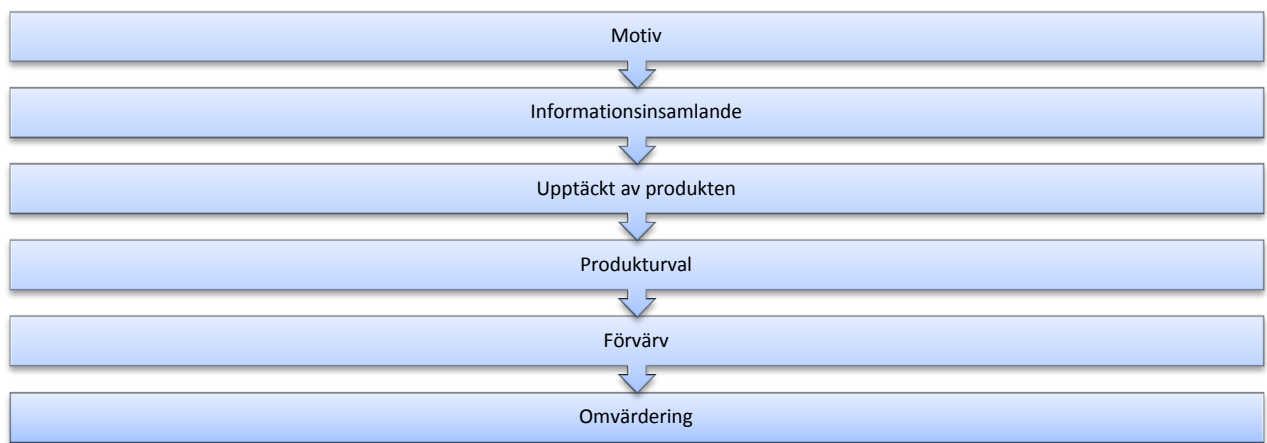 Motiv
Informationsinsamlande
Upptäckt av produkten
Produkturval
Förvärv
Omvärdering